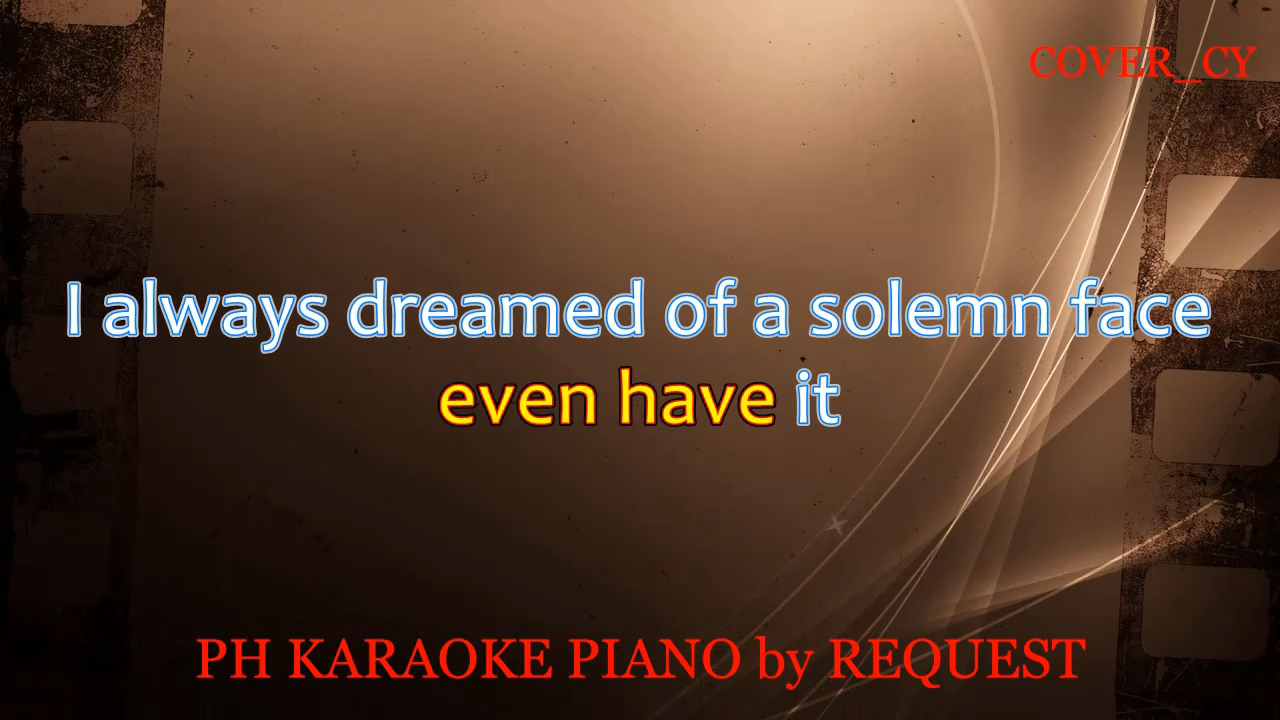 COVER_CY
I always dreamed of a solemn face
even have it
PH KARAOKE PIANO by REQUEST